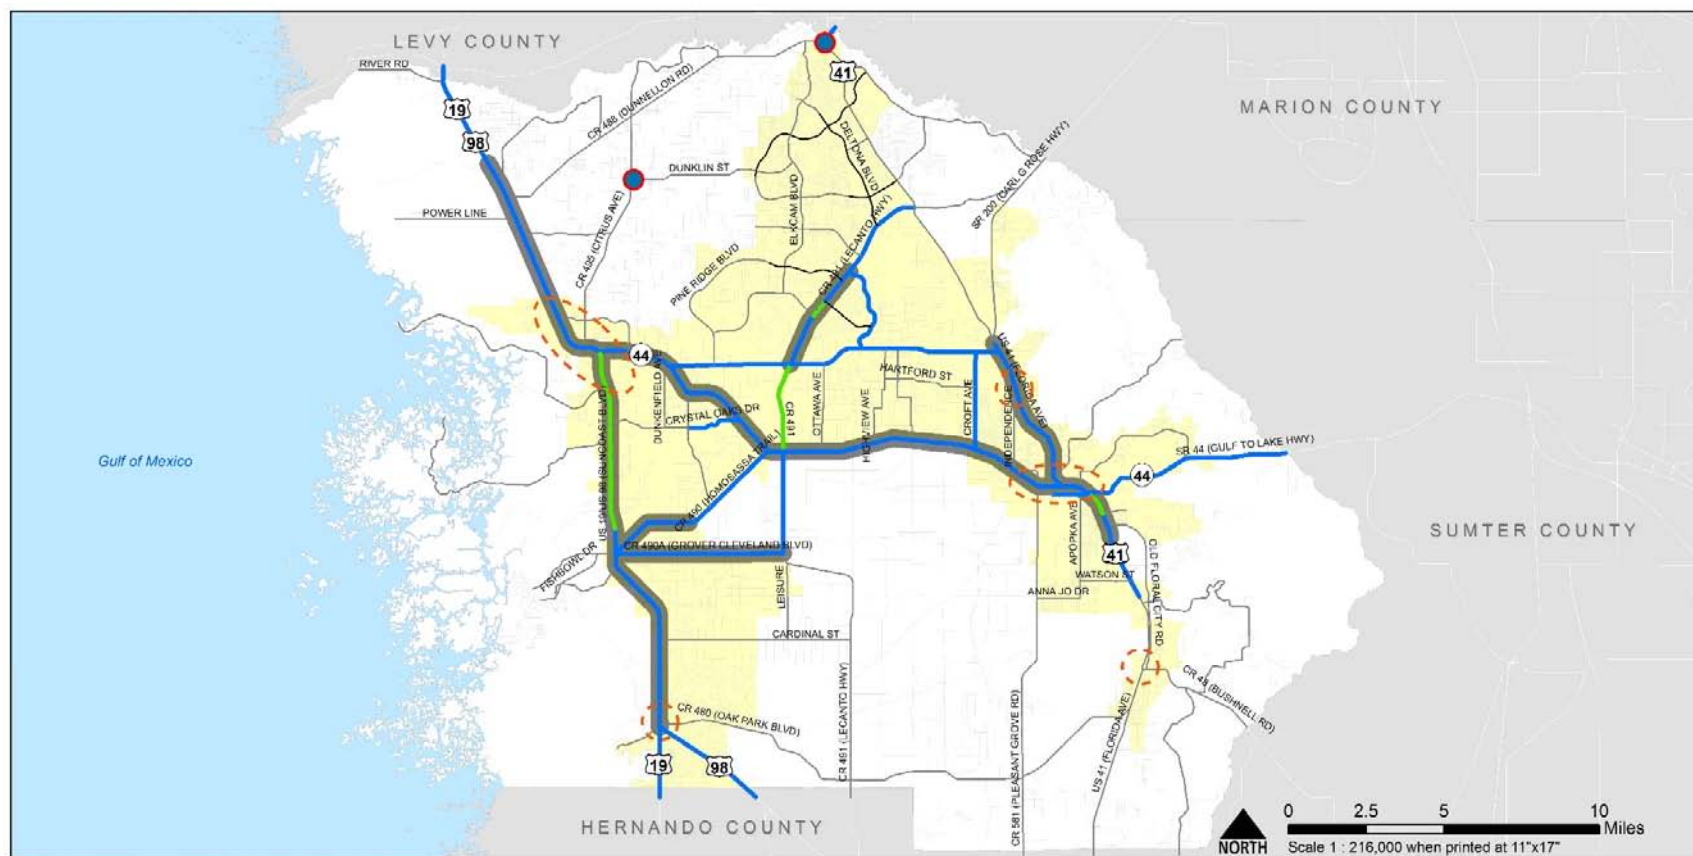 LEVY COUNTY
RIVER RD
41
MARION COUNTY
19
98
CR 488 (DUNNELLON RD)
DELTONA BLVD
SR 200 (CARL G ROSE HWY)
DUNKLIN ST
POWER LINE
CR 495 (CITRUS AVE)
ELKCAM BLVD
PINE RIDGE BLVD
CR 491 (LECANTO HWY)
44
US 41 (FLORIDA AVE)
HARTFORD ST
DUNKENFIELD AVE
CRYSTAL OAKS DR
CR 491
OTTAWA AVE
HIGHVIEW AVE
CROFT AVE
INDEPENDENCE
US 19/US 98 (SUNCOAST BLVD)
SR 44 (GULF TO LAKE HWY)
44
Gulf of Mexico
CR 490 (HOMOSASSA TRAIL)
SUMTER COUNTY
CR 490A (GROVER CLEVELAND BLVD)
FISHBOWL DR
APOPKA AVE
41
OLD FLORAL CITY RD
WATSON ST
ANNA JO DR
LEISURE
CARDINAL ST
CR 48 (BUSHNELL RD)
CR 480 (OAK PARK BLVD)
CR 491 (LECANTO HWY)
CR 581 (PLEASANT GROVE RD)
US 41 (FLORIDA AVE)
19
98
HERNANDO COUNTY
0 2.5 5 10
Miles
NORTH
Scale 1 : 216,000 when printed at 11"x17"